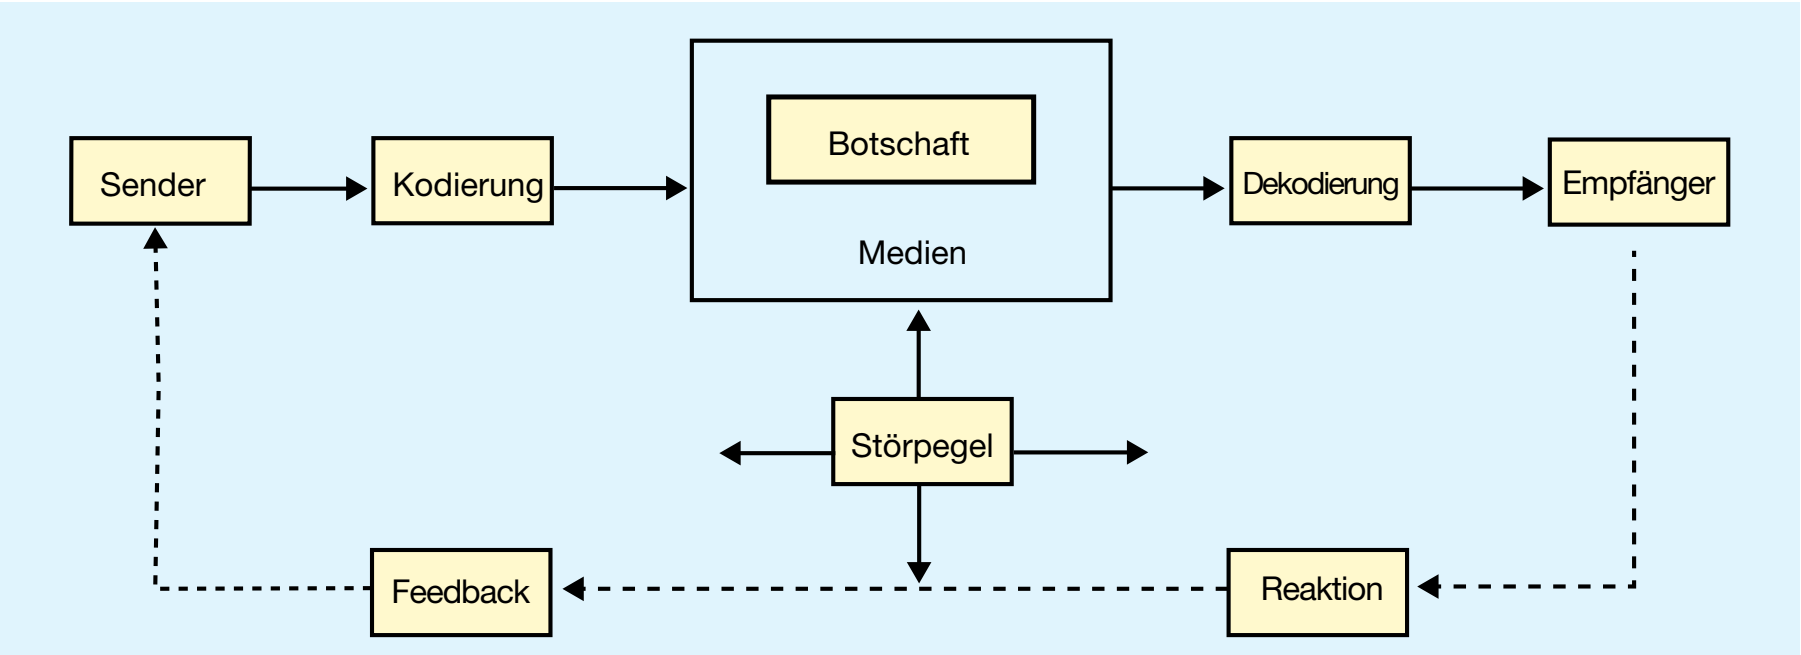 Sender
Kodierung
Botschaft
Medien
Dekodierung
Empfänger
Störpegel
Feedback
Reaktion